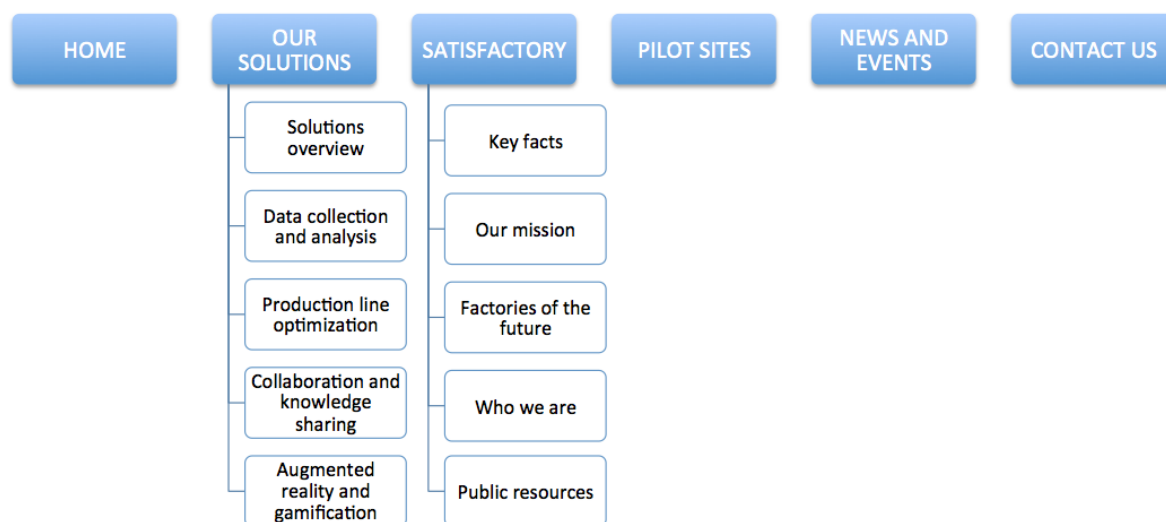 HOME
OUR
SOLUTIONS
SATISFACTORY
PILOT SITES
NEWS AND
EVENTS
CONTACT US
Solutions
overview
Data collection
and analysis
Production line
optimization
Collaboration and
knowledge
sharing
Augmented
reality and
gamification
Key facts
Our mission
Factories of the
future
Who we are
Public resources